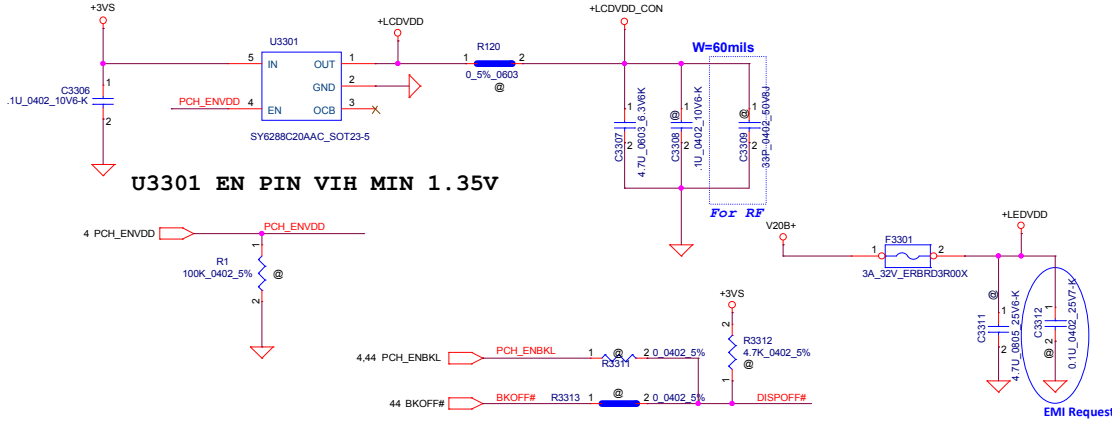 +3VS
+LCDVDD
+LCDVDD_CON
U3301
R120
W=60mils
5 IN OUT 1
1 2
0_5%_0603
@
GND 2
C3306
.1U_0402_10V6-K
1
2
PCH_ENVDD
4 EN OCB 3
SY6288C20AAC_SOT23-5
1
2
C3307
4.7U_0603_6.3V6K
@
1
2
C3308
.1U_0402_10V6-K
@
1
2
C3309
33P_0402_50V8J
U3301 EN PIN VIH MIN 1.35V
For RF
4 PCH_ENVDD
PCH_ENVDD
R1
100K_0402_5%
@
1
2
V20B+
F3301
1 2
3A_32V_ERBRD3R00X
+LEDVDD
@
1
2
C3311
4.7U_0805_25V6-K
1
2
@
C3312
0.1U_0402_25V7-K
EMI Request
+3VS
2
R3312
4.7K_0402_5%
@
1
4,44 PCH_ENBKL
PCH_ENBKL
1 @ 2 0_0402_5%
R3311
44 BKOFF#
BKOFF#
R3313 1 @ 2 0_0402_5%
DISPOFF#